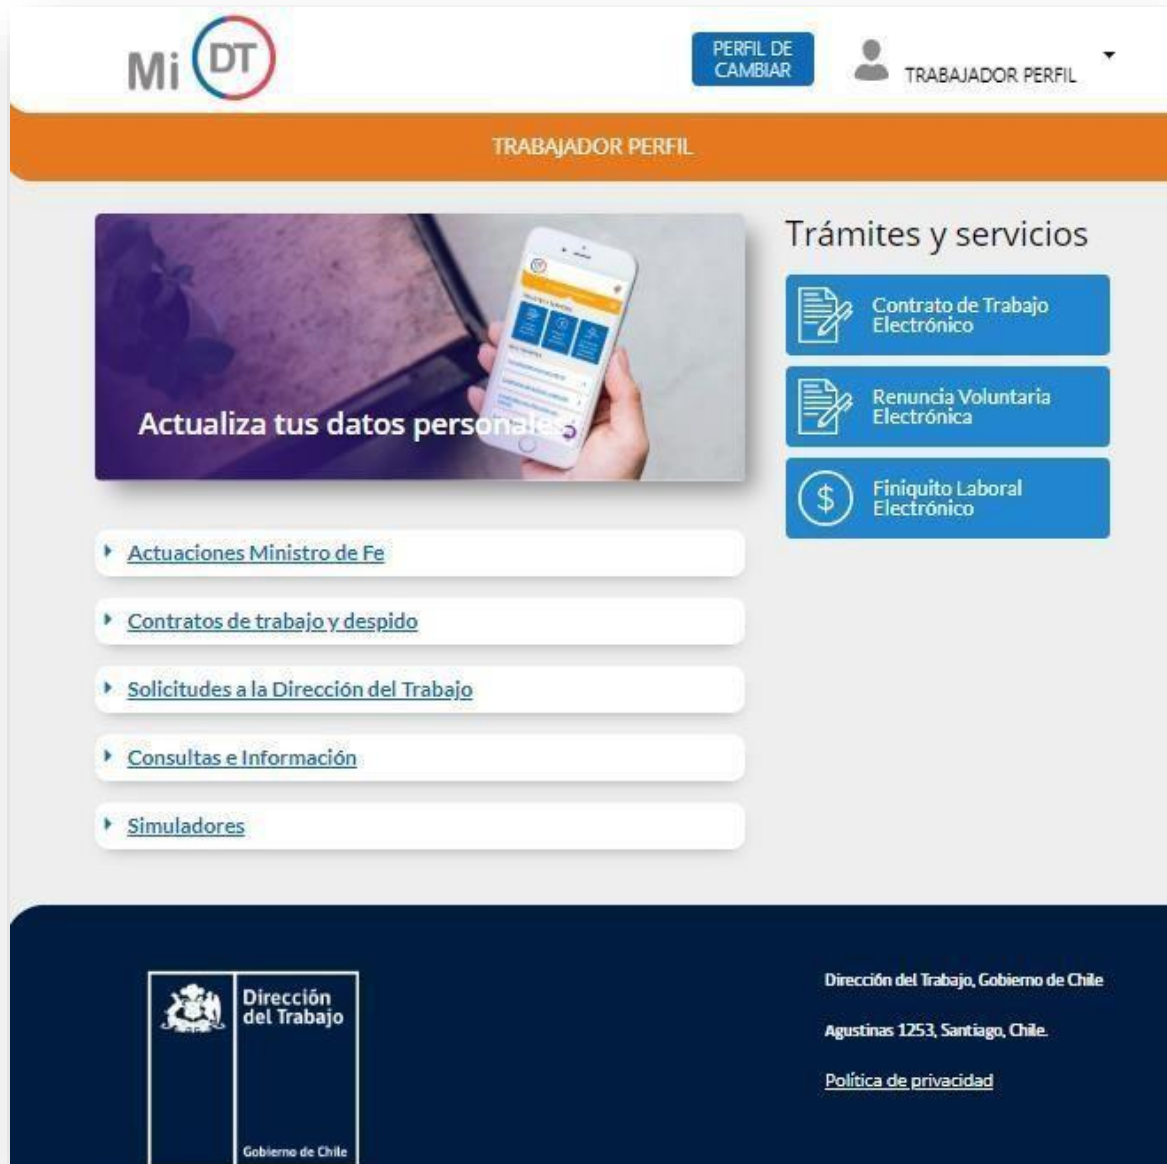 Mi DT
PERFIL DE
CAMBIAR
TRABAJADOR PERFIL
TRABAJADOR PERFIL
Actualiza tus datos personales
Trámites y servicios
Contrato de Trabajo
Electrónico
Renuncia Voluntaria
Electrónica
Finiquito Laboral
Electrónico
Actuaciones Ministro de Fe
Contratos de trabajo y despido
Solicitudes a la Dirección del Trabajo
Consultas e Información
Simuladores
Dirección
del Trabajo
Gobierno de Chile
Dirección del Trabajo, Gobierno de Chile
Agustinas 1253, Santiago, Chile.
Política de privacidad